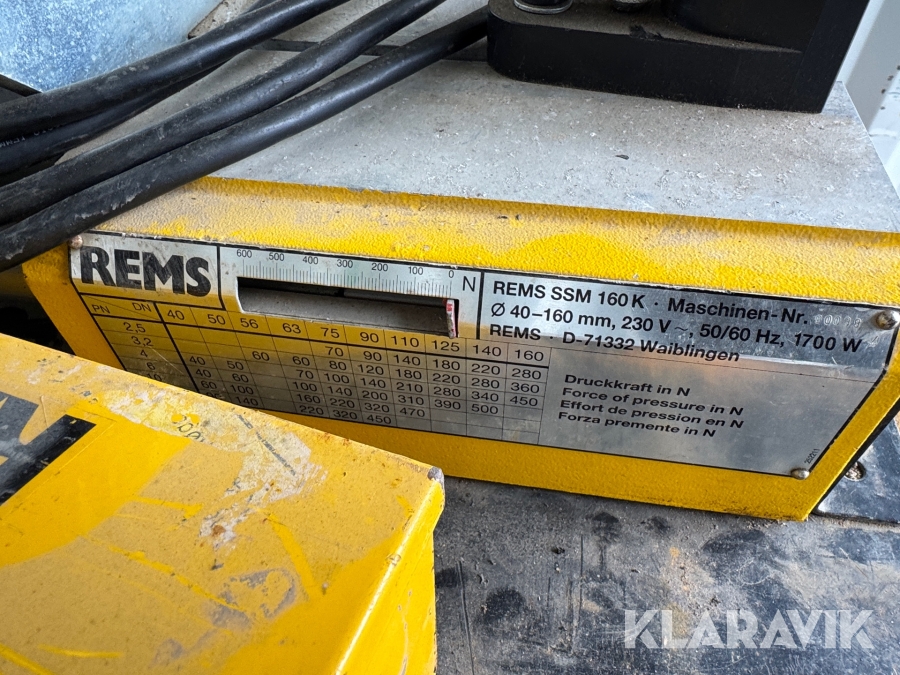 REMS
600 500 400 300 200 100 0 N
REMS SSM 160 K · Maschinen-Nr.
Ø 40–160 mm, 230 V ~, 50/60 Hz, 1700 W
REMS · D-71332 Waiblingen
PN DN 40 50 56 63 75 90 110 125 140 160
2,5 70 90 140 180 220 280
3,2 60 60 80 120 180 220 280 360
4 40 50 70 100 140 210 280 340 450
6 40 60 100 140 200 310 390 500
100 160 220 320 470
140 220 320 450
Druckkraft in N
Force of pressure in N
Effort de pression en N
Forza premente in N
KLARAVIK